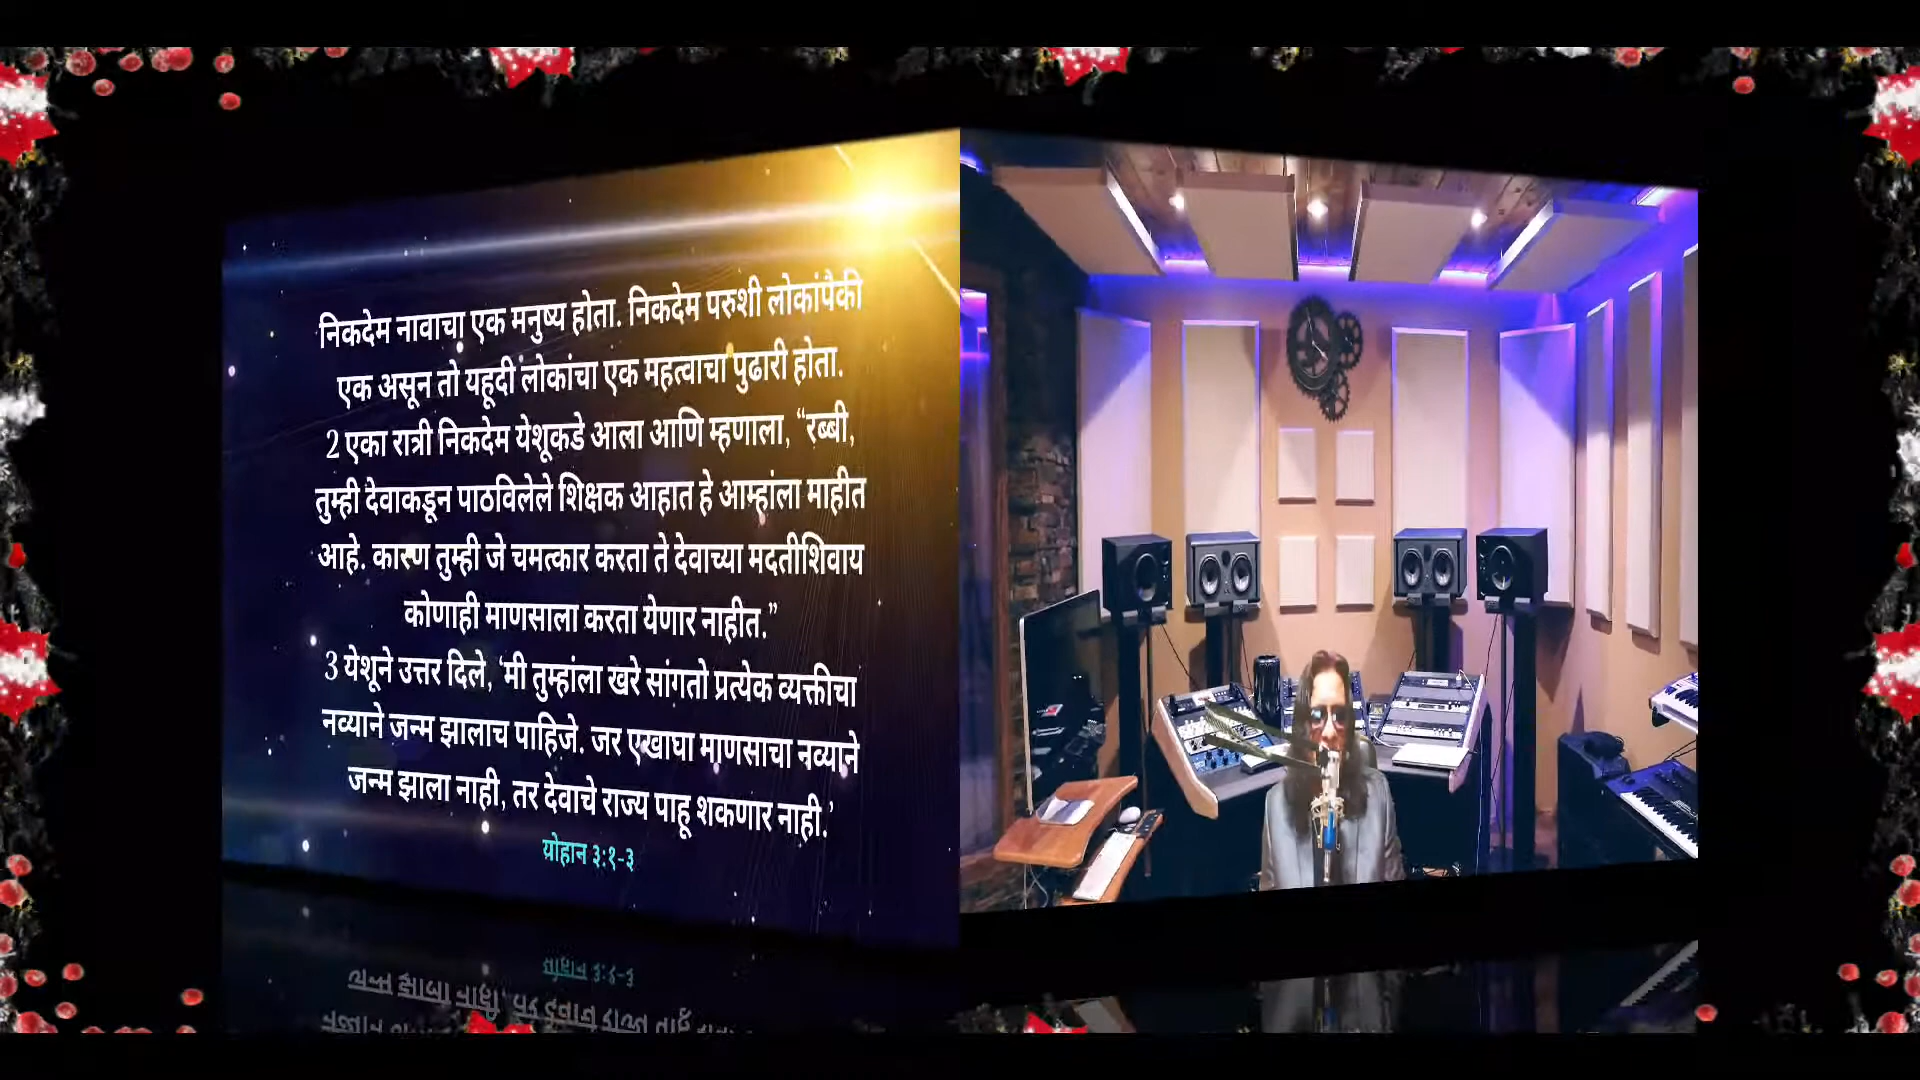 निकदेम नावाचा एक मनुष्य होता. निकदेम परुशी लोकांपैकी
एक असून तो यहूदी लोकांचा एक महत्वाचा पुढारी होता.
2 एका रात्री निकदेम येशूकडे आला आणि म्हणाला, “रब्बी,
तुम्ही देवाकडून पाठविलेले शिक्षक आहात हे आम्हांला माहीत
आहे. कारण तुम्ही जे चमत्कार करता ते देवाच्या मदतीशिवाय
कोणाही माणसाला करता येणार नाहीत.”
3 येशूने उत्तर दिले, ‘मी तुम्हांला खरे सांगतो प्रत्येक व्यक्तीचा
नव्याने जन्म झालाच पाहिजे. जर एखाद्या माणसाचा नव्याने
जन्म झाला नाही, तर देवाचे राज्य पाहू शकणार नाही.’
योहान ३:१-३